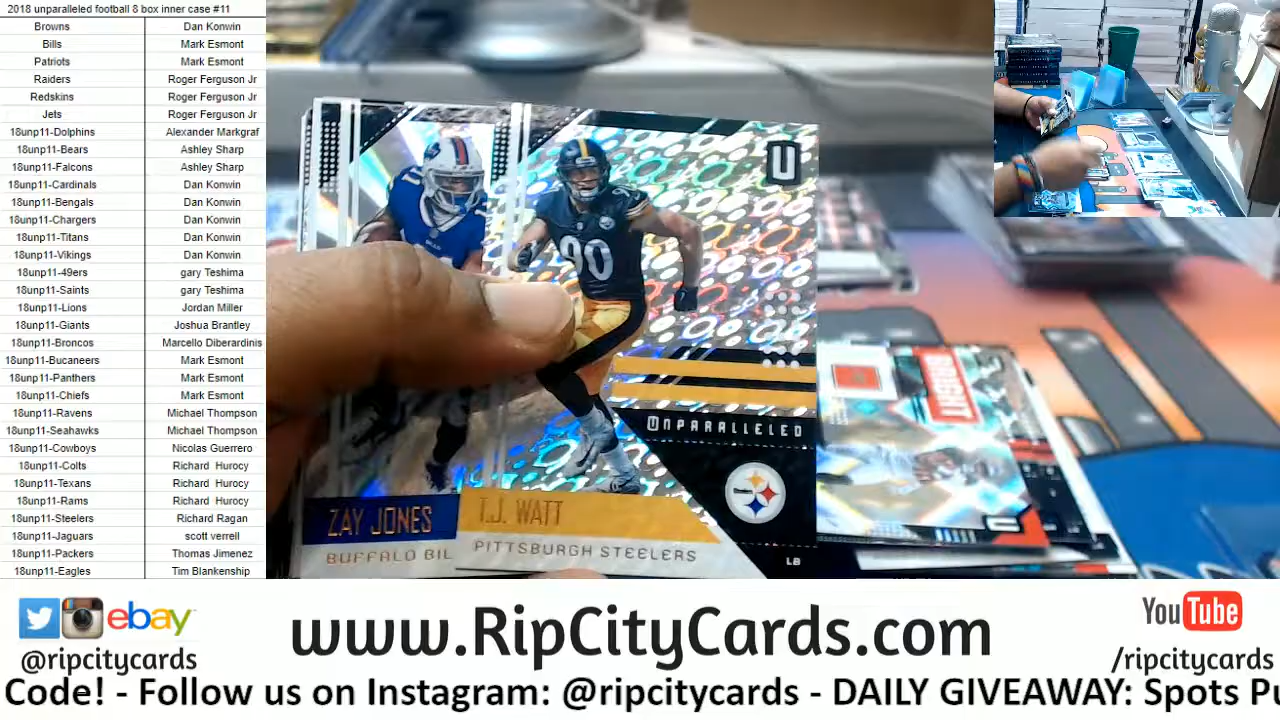 2018 unparalleled football 8 box inner case #11
Browns Dan Konwin
Bills Mark Esmont
Patriots Mark Esmont
Raiders Roger Ferguson Jr
Redskins Roger Ferguson Jr
Jets Roger Ferguson Jr
18unp11-Dolphins Alexander Markgraf
18unp11-Bears Ashley Sharp
18unp11-Falcons Ashley Sharp
18unp11-Cardinals Dan Konwin
18unp11-Bengals Dan Konwin
18unp11-Chargers Dan Konwin
18unp11-Titans Dan Konwin
18unp11-Vikings Dan Konwin
18unp11-49ers gary Teshima
18unp11-Saints gary Teshima
18unp11-Lions Jordan Miller
18unp11-Giants Joshua Brantley
18unp11-Broncos Marcello Diberardinis
18unp11-Bucaneers Mark Esmont
18unp11-Panthers Mark Esmont
18unp11-Chiefs Mark Esmont
18unp11-Ravens Michael Thompson
18unp11-Seahawks Michael Thompson
18unp11-Cowboys Nicolas Guerrero
18unp11-Colts Richard Hurocy
18unp11-Texans Richard Hurocy
18unp11-Rams Richard Hurocy
18unp11-Steelers Richard Ragan
18unp11-Jaguars scott verrell
18unp11-Packers Thomas Jimenez
18unp11-Eagles Tim Blankenship
U
90
UNPARALLELED
ZAY JONES
BUFFALO BIL
T.J. WATT
PITTSBURGH STEELERS
LB
ebay
@ripcitycards
www.RipCityCards.com
YouTube
/ripcitycards
Code! - Follow us on Instagram: @ripcitycards - DAILY GIVEAWAY: Spots Pu